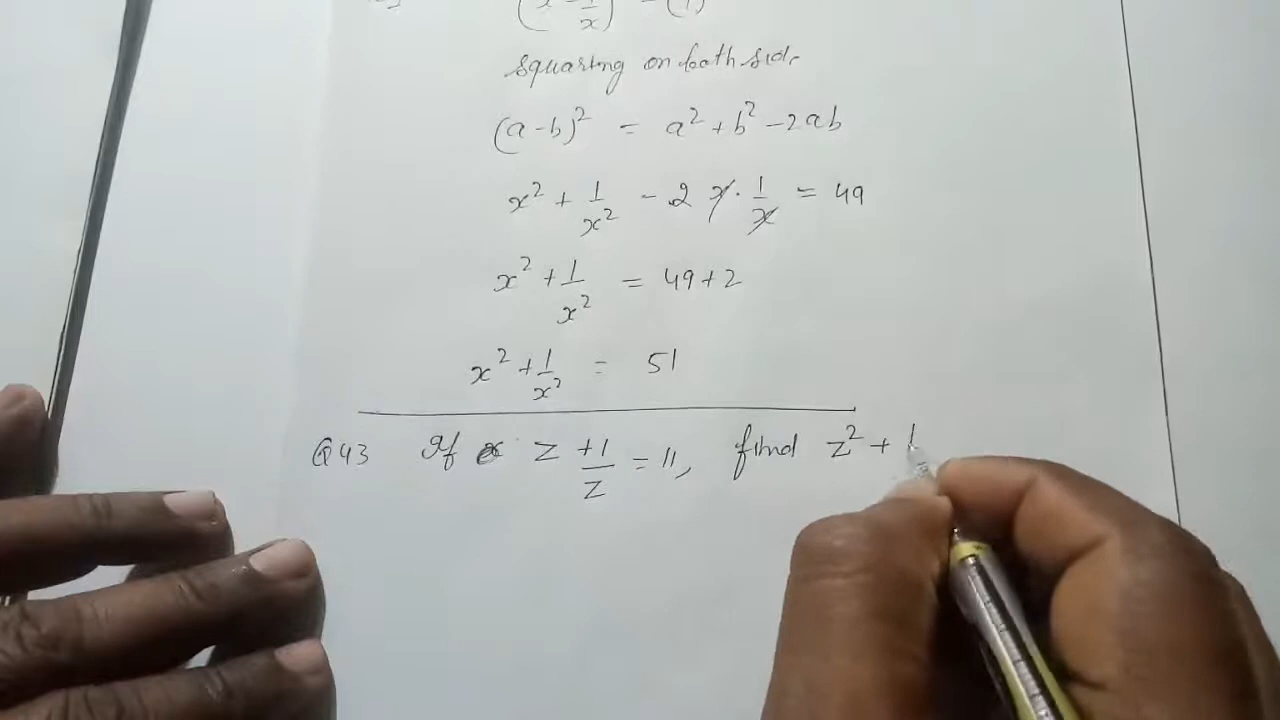 squaring on both side
(a-b)² = a² + b² - 2ab
x² + 1/x² - 2 x · 1/x = 49
x² + 1/x² = 49+2
x² + 1/x² = 51
Q43 If z + 1/z = 11, find z² + 1